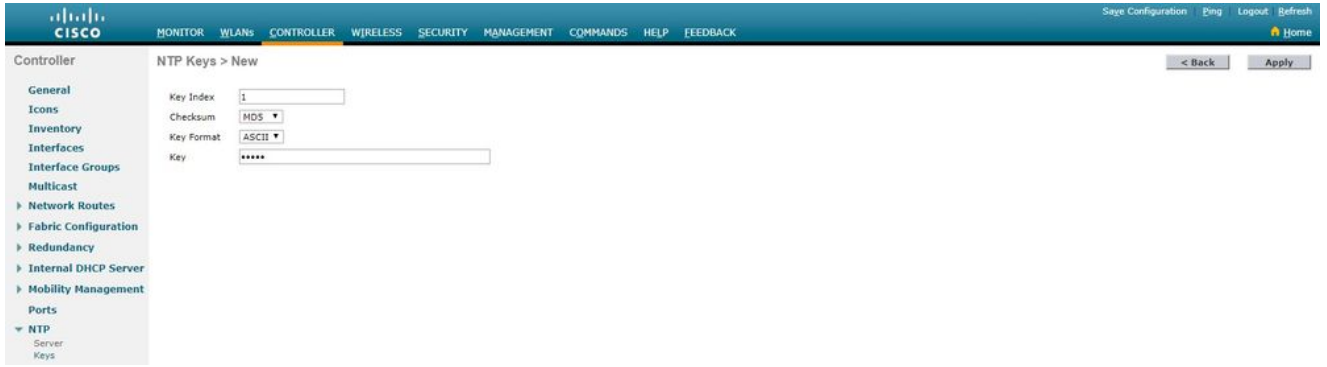 Save Configuration Ping Logout Refresh
CISCO MONITOR WLANs CONTROLLER WIRELESS SECURITY MANAGEMENT COMMANDS HELP FEEDBACK Home
Controller
NTP Keys > New
< Back Apply
General
Icons
Inventory
Interfaces
Interface Groups
Multicast
Network Routes
Fabric Configuration
Redundancy
Internal DHCP Server
Mobility Management
Ports
NTP
Server
Keys
Key Index 1
Checksum MD5
Key Format ASCII
Key •••••